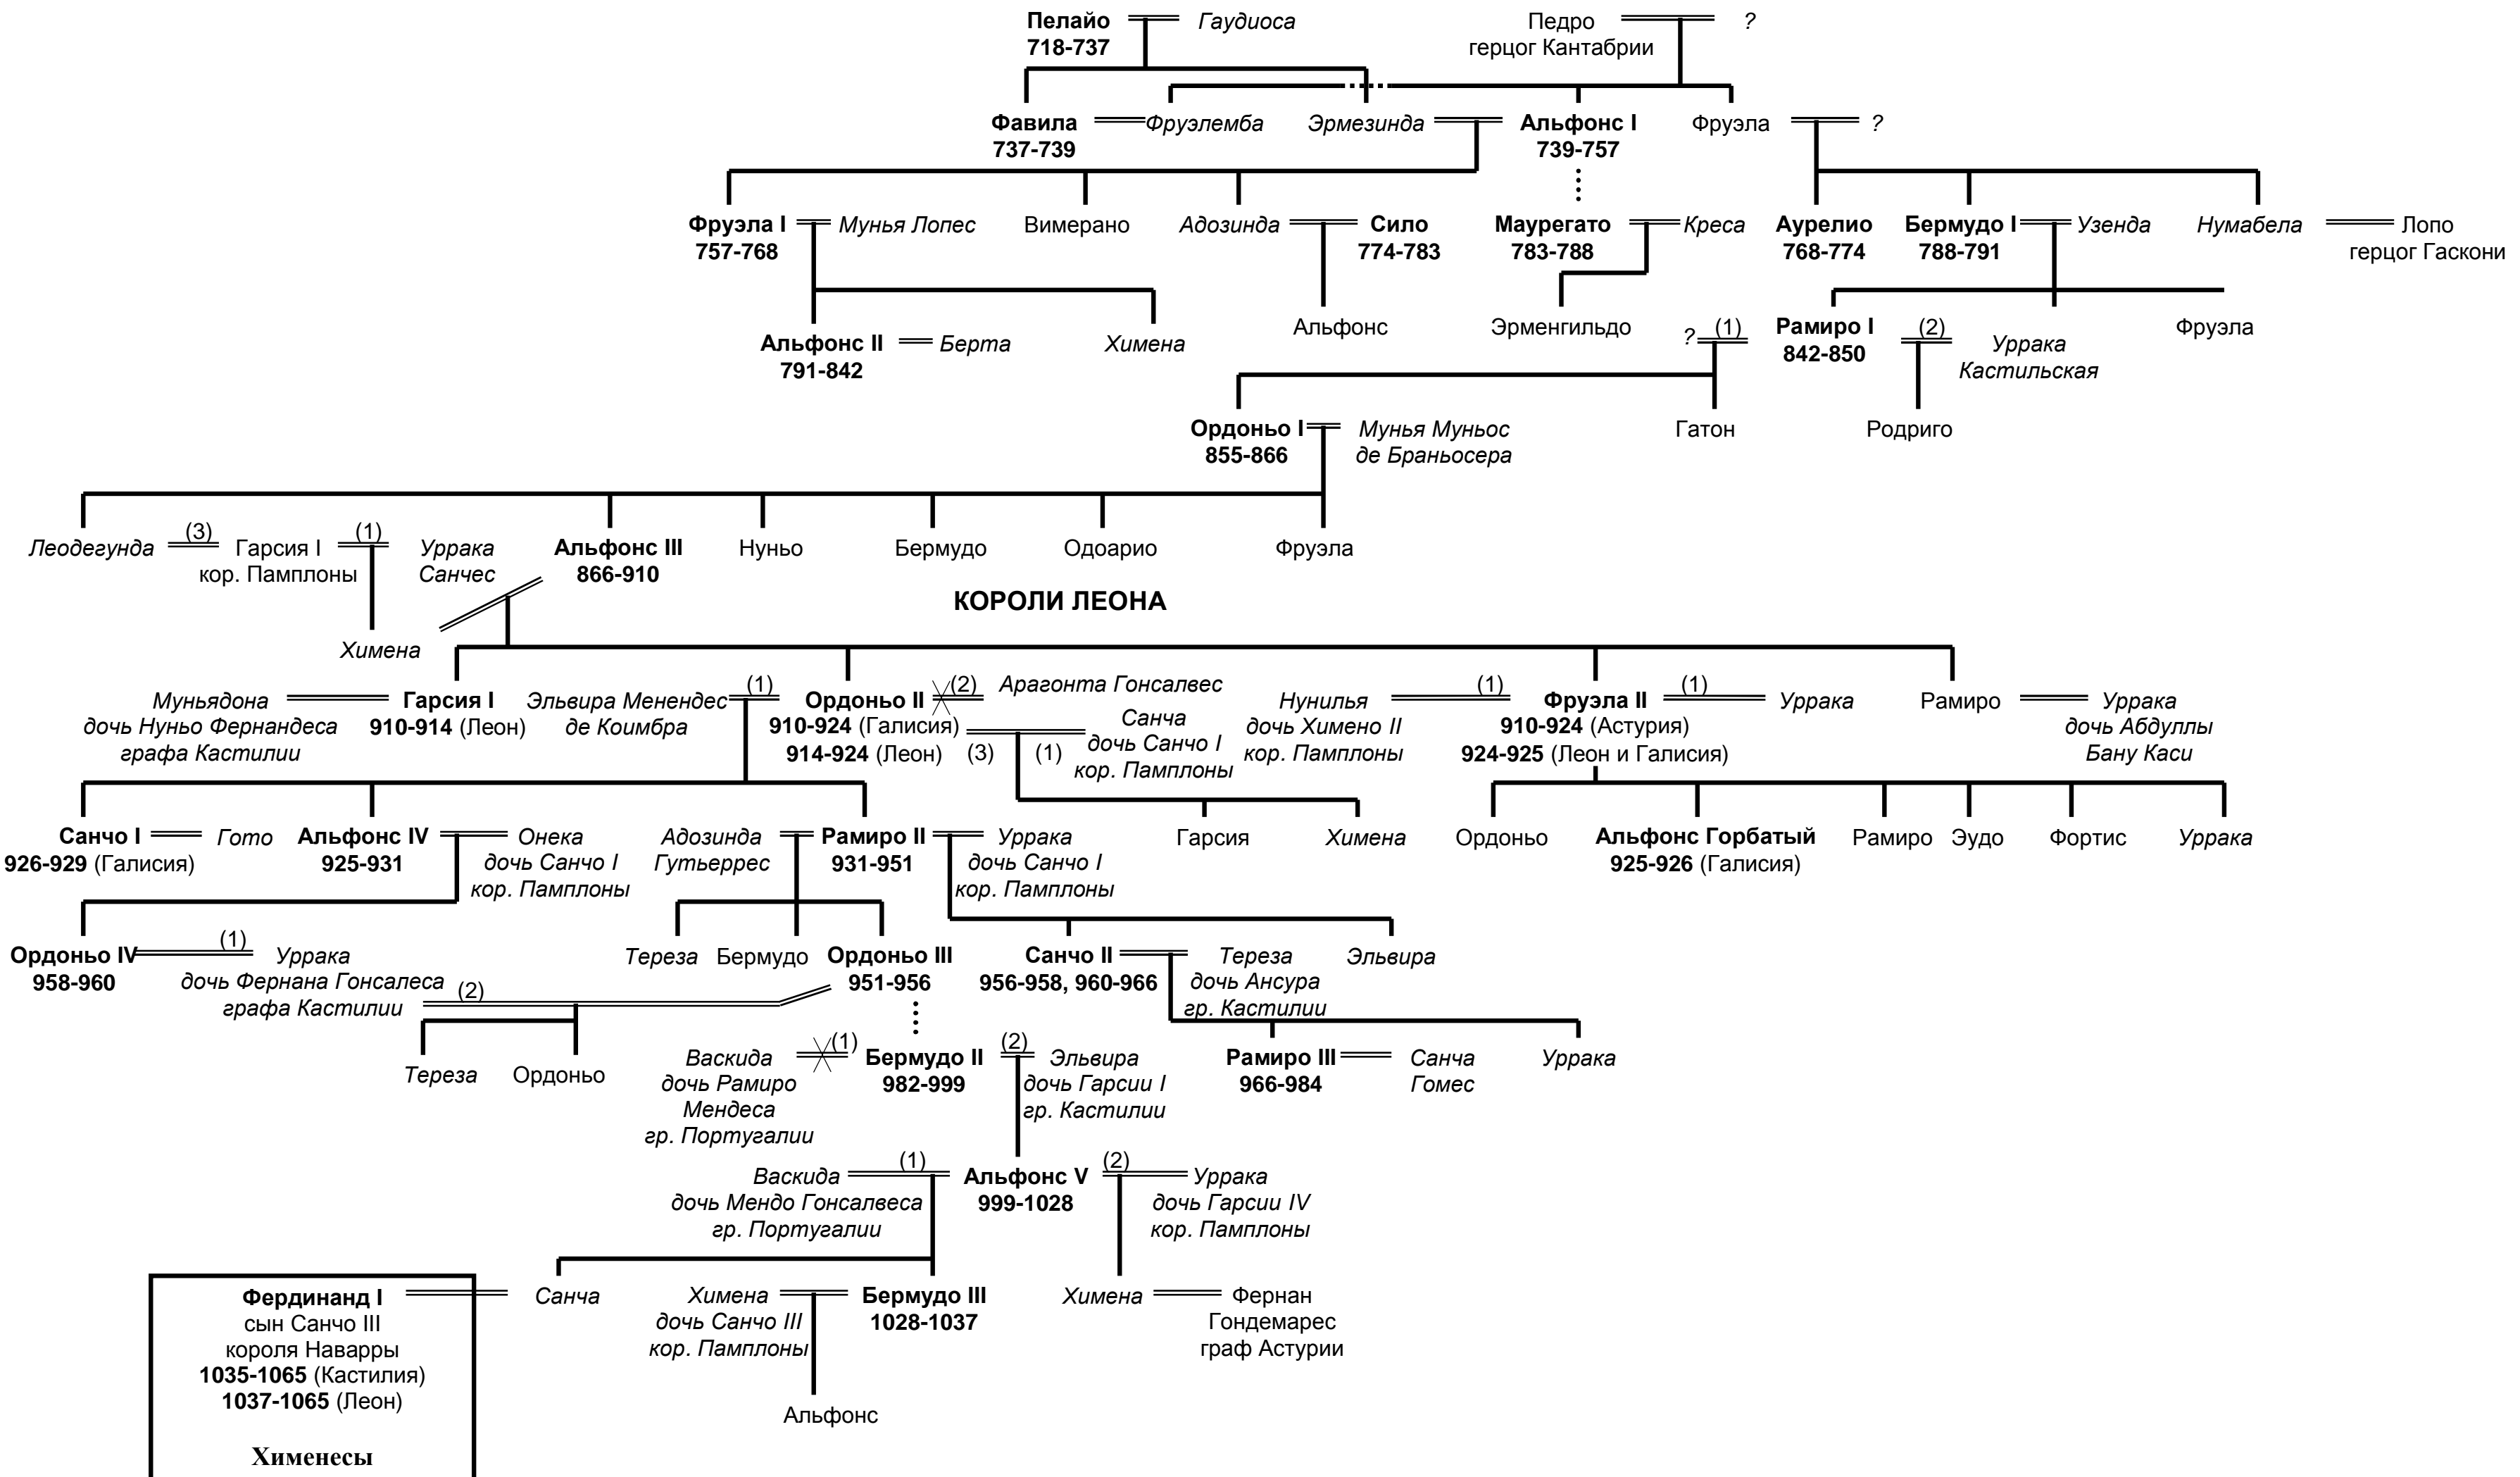 Пелайо
718-737
Гаудиоса
Педро
герцог Кантабрии
?
Фавила
737-739
Фруэлемба
Эрмезинда
Альфонс I
739-757
Фруэла
?
Фруэла I
757-768
Мунья Лопес
Вимерано
Адозинда
Сило
774-783
Маурегато
783-788
Креса
Аурелио
768-774
Бермудо I
788-791
Узенда
Нумабела
Лопо
герцог Гаскони
Альфонс II
791-842
Берта
Химена
Альфонс
Эрменгильдо
?
(1)
Рамиро I
842-850
(2)
Уррака
Кастильская
Фруэла
Ордоньо I
855-866
Мунья Муньос
де Браньосера
Гатон
Родриго
Леодегунда
(3)
Гарсия I
кор. Памплоны
(1)
Уррака
Санчес
Альфонс III
866-910
Нуньо
Бермудо
Одоарио
Фруэла
КОРОЛИ ЛЕОНА
Химена
Муньядона
дочь Нуньо Фернандеса
графа Кастилии
Гарсия I
910-914 (Леон)
Эльвира Менендес
де Коимбра
(1)
Ордоньо II
910-924 (Галисия)
914-924 (Леон)
(2)
Арагонта Гонсалвес
(3)
(1)
Санча
дочь Санчо I
кор. Памплоны
Нунилья
дочь Химено II
кор. Памплоны
(1)
Фруэла II
910-924 (Астурия)
924-925 (Леон и Галисия)
(1)
Уррака
Рамиро
Уррака
дочь Абдуллы
Бану Каси
Санчо I
926-929 (Галисия)
Гото
Альфонс IV
925-931
Онека
дочь Санчо I
кор. Памплоны
Адозинда
Гутьеррес
Рамиро II
931-951
Уррака
дочь Санчо I
кор. Памплоны
Гарсия
Химена
Ордоньо
Альфонс Горбатый
925-926 (Галисия)
Рамиро
Эудо
Фортис
Уррака
Ордоньо IV
958-960
(1)
Уррака
дочь Фернана Гонсалеса
графа Кастилии
(2)
Тереза
Бермудо
Ордоньо III
951-956
Санчо II
956-958, 960-966
Тереза
дочь Ансура
гр. Кастилии
Эльвира
Тереза
Ордоньо
Васкида
дочь Рамиро
Мендеса
гр. Португалии
(1)
Бермудо II
982-999
(2)
Эльвира
дочь Гарсии I
гр. Кастилии
Рамиро III
966-984
Санча
Гомес
Уррака
Васкида
дочь Мендо Гонсалвеса
гр. Португалии
(1)
Альфонс V
999-1028
(2)
Уррака
дочь Гарсии IV
кор. Памплоны
Фердинанд I
сын Санчо III
короля Наварры
1035-1065 (Кастилия)
1037-1065 (Леон)
Хименесы
Санча
Химена
дочь Санчо III
кор. Памплоны
Бермудо III
1028-1037
Химена
Фернан
Гондемарес
граф Астурии
Альфонс